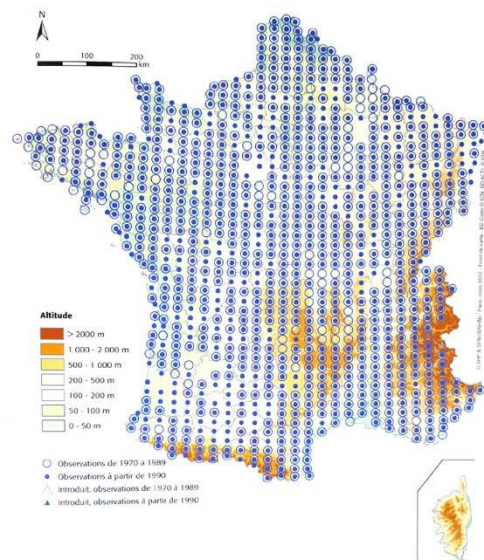 N
0 100 200
km
Altitude
> 2000 m
1 000 - 2 000 m
500 - 1 000 m
200 - 500 m
100 - 200 m
50 - 100 m
0 - 50 m
Observations de 1970 à 1989
Observations à partir de 1990
Introduit, observations de 1970 à 1989
Introduit, observations à partir de 1990